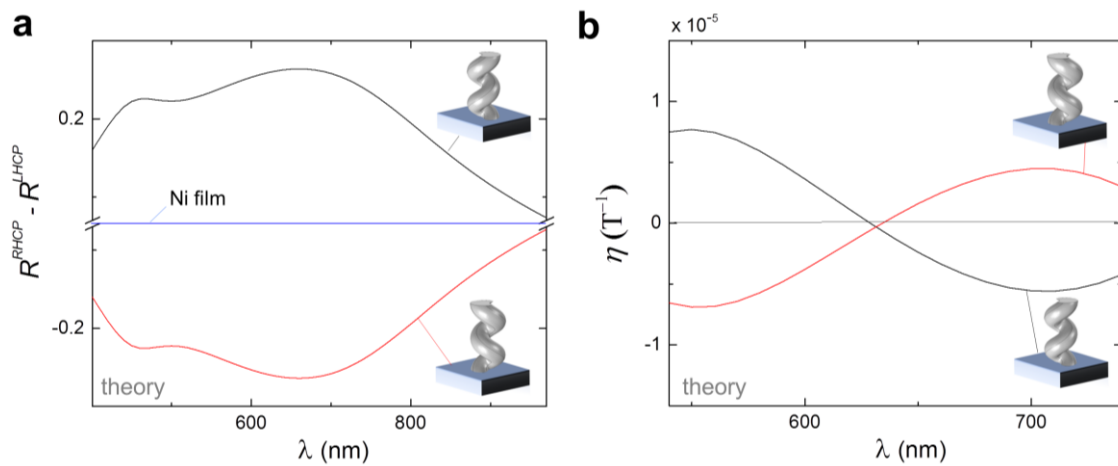 a
0.2
-0.2
R^RHCP - R^LHCP
Ni film
theory
600
800
λ (nm)
b
x 10^-5
1
0
-1
η (T^-1)
theory
600
700
λ (nm)